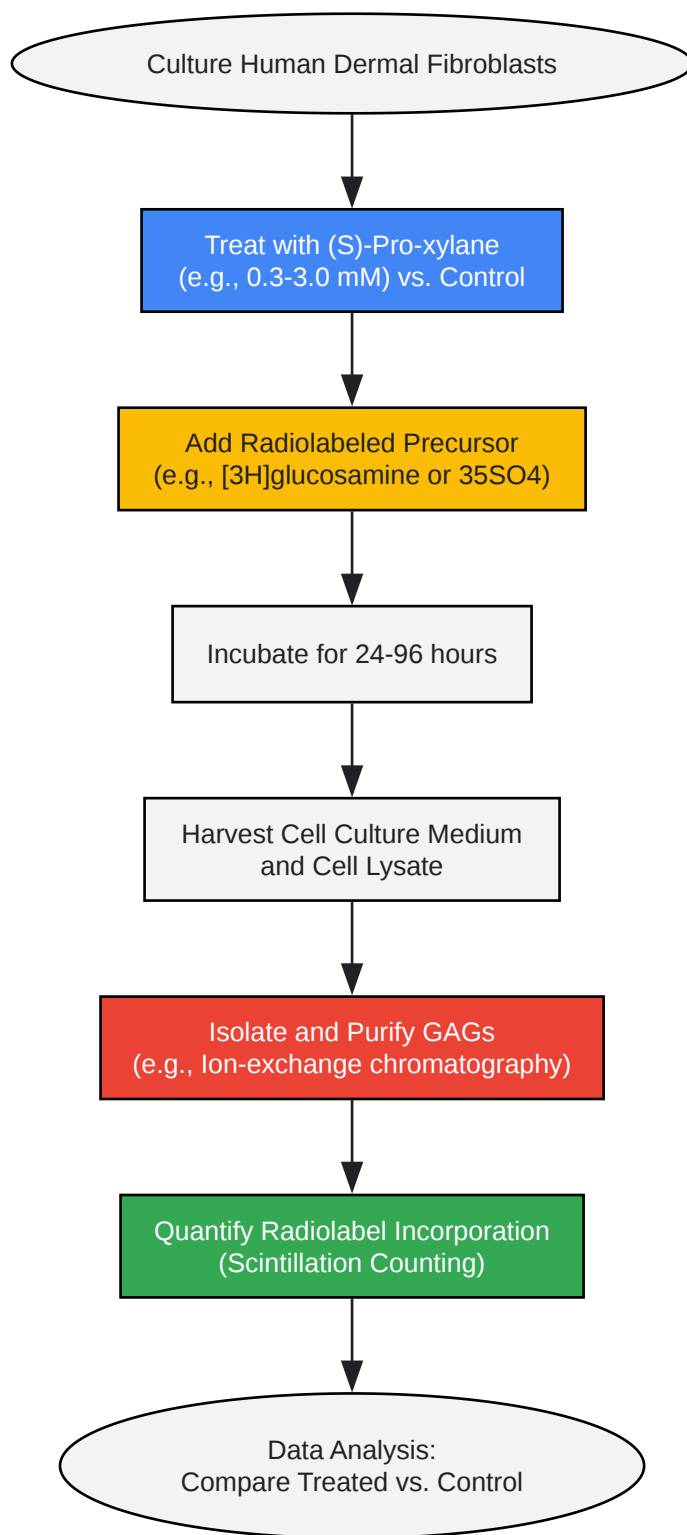 Culture Human Dermal Fibroblasts
Treat with (S)-Pro-xylane
(e.g., 0.3-3.0 mM) vs. Control
Add Radiolabeled Precursor
(e.g., [3H]glucosamine or 35SO4)
Incubate for 24-96 hours
Harvest Cell Culture Medium
and Cell Lysate
Isolate and Purify GAGs
(e.g., Ion-exchange chromatography)
Quantify Radiolabel Incorporation
(Scintillation Counting)
Data Analysis:
Compare Treated vs. Control